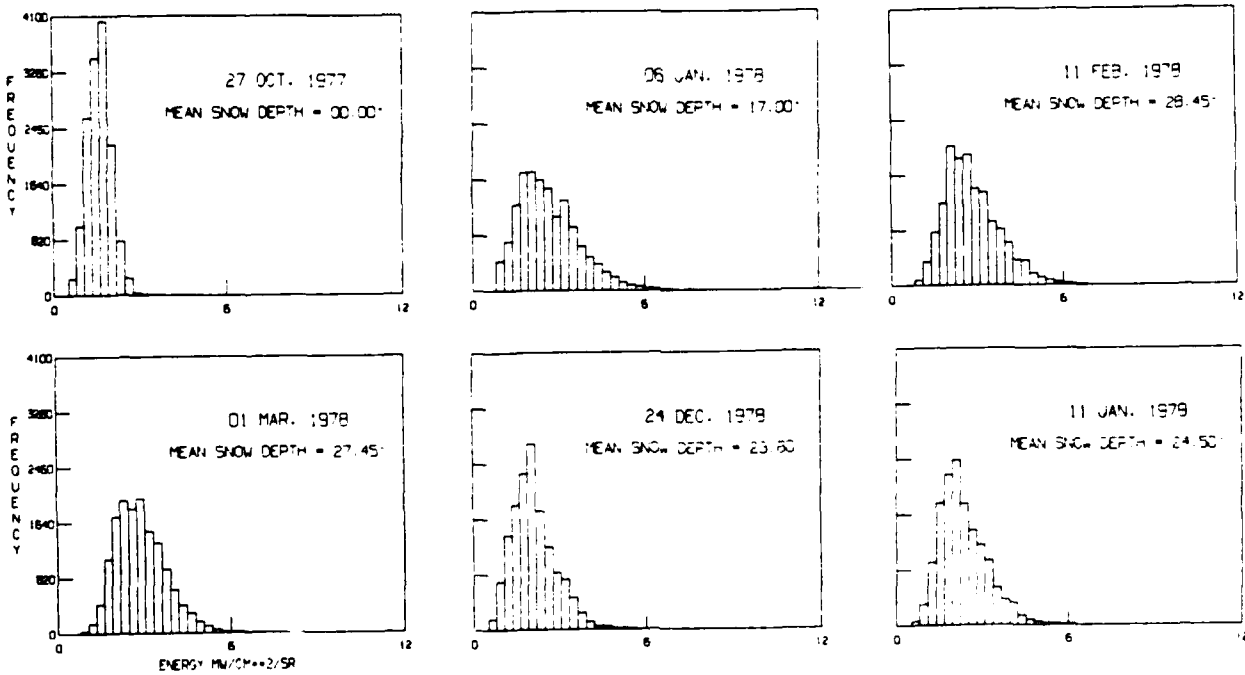 4100
3280
2460
1640
820
0
FREQUENCY
27 OCT. 1977
MEAN SNOW DEPTH = 00.00"
0 6 12
06 JAN. 1978
MEAN SNOW DEPTH = 17.00"
0 6 12
11 FEB. 1978
MEAN SNOW DEPTH = 28.45"
0 6 12
4100
3280
2460
1640
820
0
FREQUENCY
01 MAR. 1978
MEAN SNOW DEPTH = 27.45"
0 6 12
ENERGY MW/CM**2/SR
24 DEC. 1978
MEAN SNOW DEPTH = 23.60
0 6 12
11 JAN. 1979
MEAN SNOW DEPTH = 24.50"
0 6 12